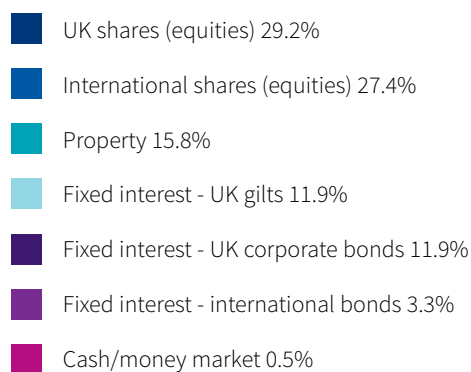 UK shares (equities) 29.2%
International shares (equities) 27.4%
Property 15.8%
Fixed interest - UK gilts 11.9%
Fixed interest - UK corporate bonds 11.9%
Fixed interest - international bonds 3.3%
Cash/money market 0.5%